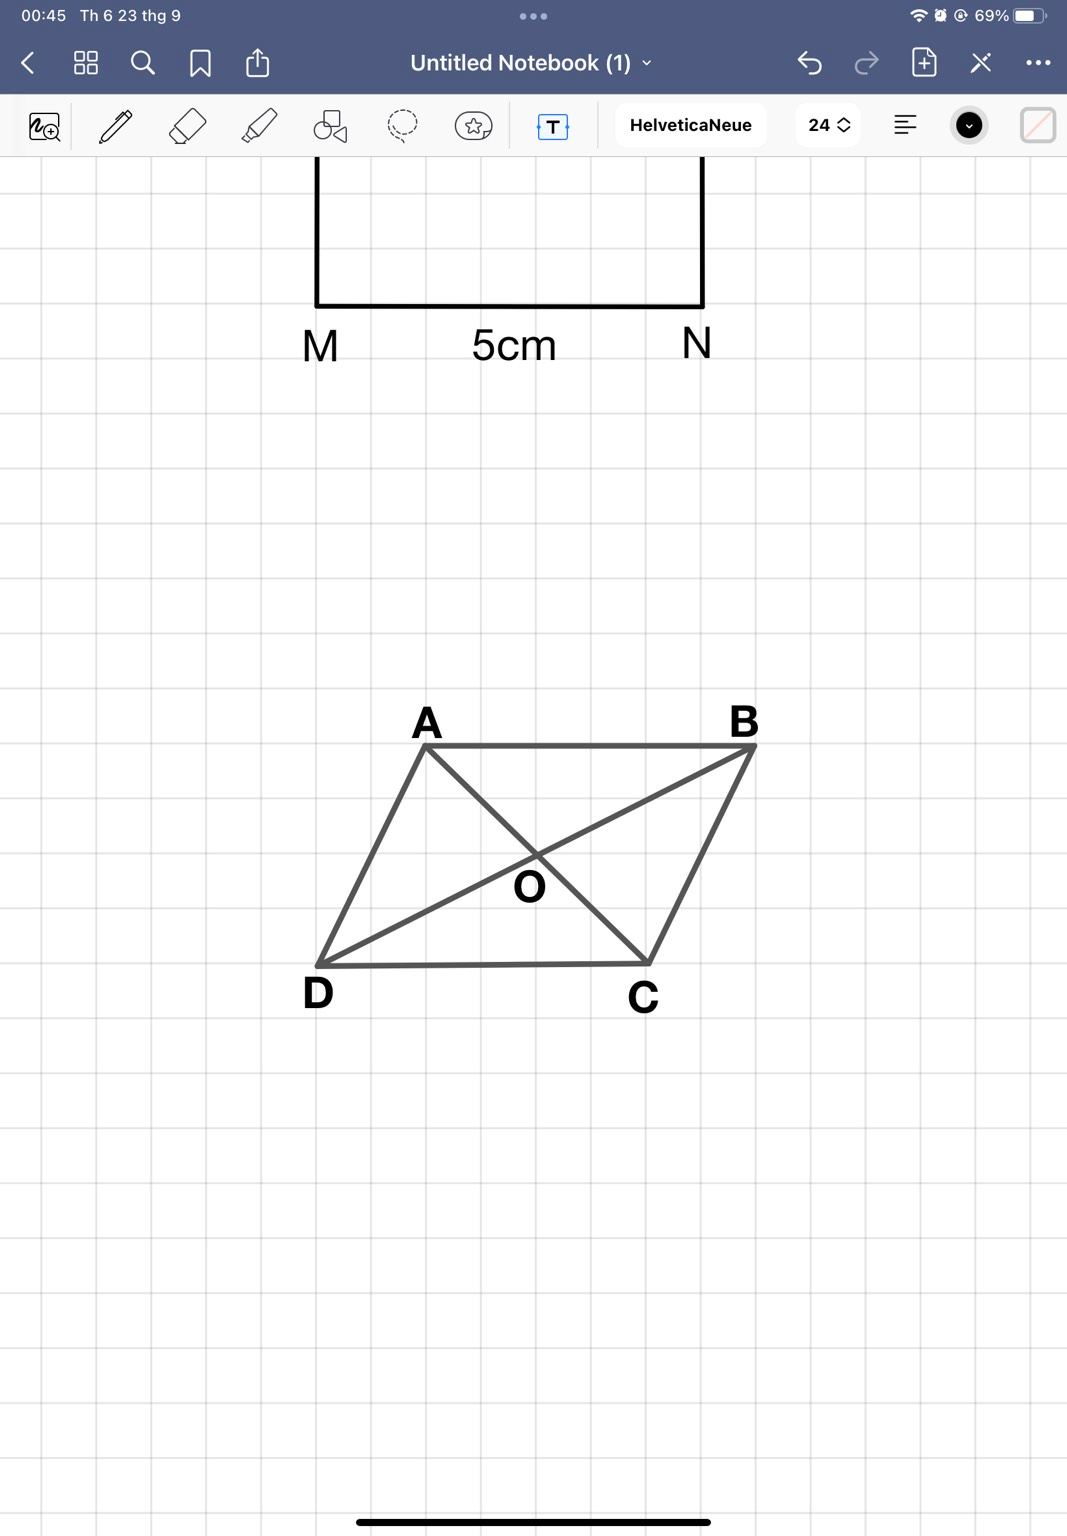 00:45 Th 6 23 thg 9
69%
Untitled Notebook (1)
T
HelveticaNeue
24
M
5cm
N
A
B
O
D
C